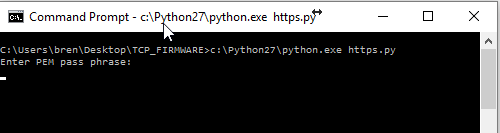 Command Prompt - c:\Python27\python.exe https.py
C:\Users\bren\Desktop\TCP_FIRMWARE>c:\Python27\python.exe https.py
Enter PEM pass phrase: